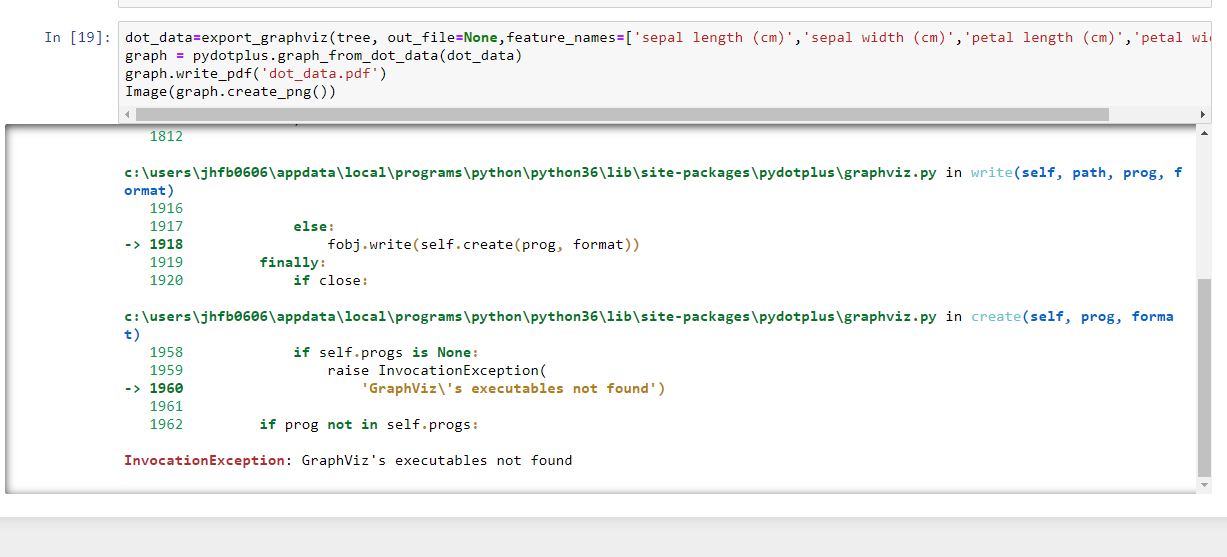 In [19]:
dot_data=export_graphviz(tree, out_file=None,feature_names=['sepal length (cm)','sepal width (cm)','petal length (cm)','petal wi
graph = pydotplus.graph_from_dot_data(dot_data)
graph.write_pdf('dot_data.pdf')
Image(graph.create_png())
1812
c:\users\jhfb0606\appdata\local\programs\python\python36\lib\site-packages\pydotplus\graphviz.py in write(self, path, prog, f
ormat)
1916
1917 else:
-> 1918 fobj.write(self.create(prog, format))
1919 finally:
1920 if close:
c:\users\jhfb0606\appdata\local\programs\python\python36\lib\site-packages\pydotplus\graphviz.py in create(self, prog, forma
t)
1958 if self.progs is None:
1959 raise InvocationException(
-> 1960 'GraphViz\'s executables not found')
1961
1962 if prog not in self.progs:
InvocationException: GraphViz's executables not found